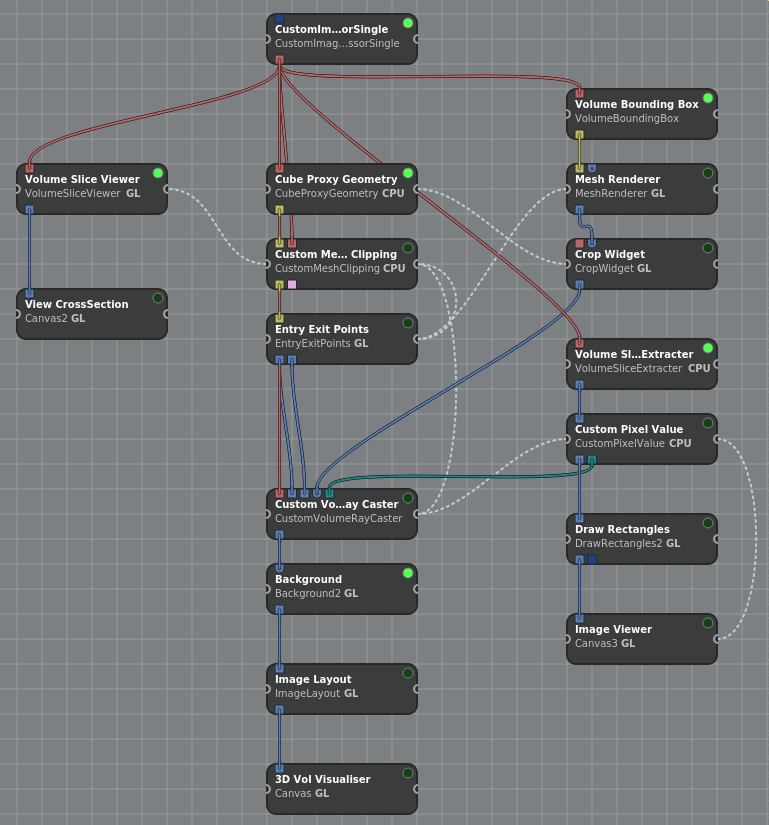 CustomIm...orSingle
CustomImag...ssorSingle
Volume Bounding Box
VolumeBoundingBox
Volume Slice Viewer
VolumeSliceViewer GL
Cube Proxy Geometry
CubeProxyGeometry CPU
Mesh Renderer
MeshRenderer GL
Custom Me... Clipping
CustomMeshClipping CPU
Crop Widget
CropWidget GL
View CrossSection
Canvas2 GL
Entry Exit Points
EntryExitPoints GL
Volume Sl...Extracter
VolumeSliceExtracter CPU
Custom Pixel Value
CustomPixelValue CPU
Custom Vo...ay Caster
CustomVolumeRayCaster
Draw Rectangles
DrawRectangles2 GL
Background
Background2 GL
Image Viewer
Canvas3 GL
Image Layout
ImageLayout GL
3D Vol Visualiser
Canvas GL